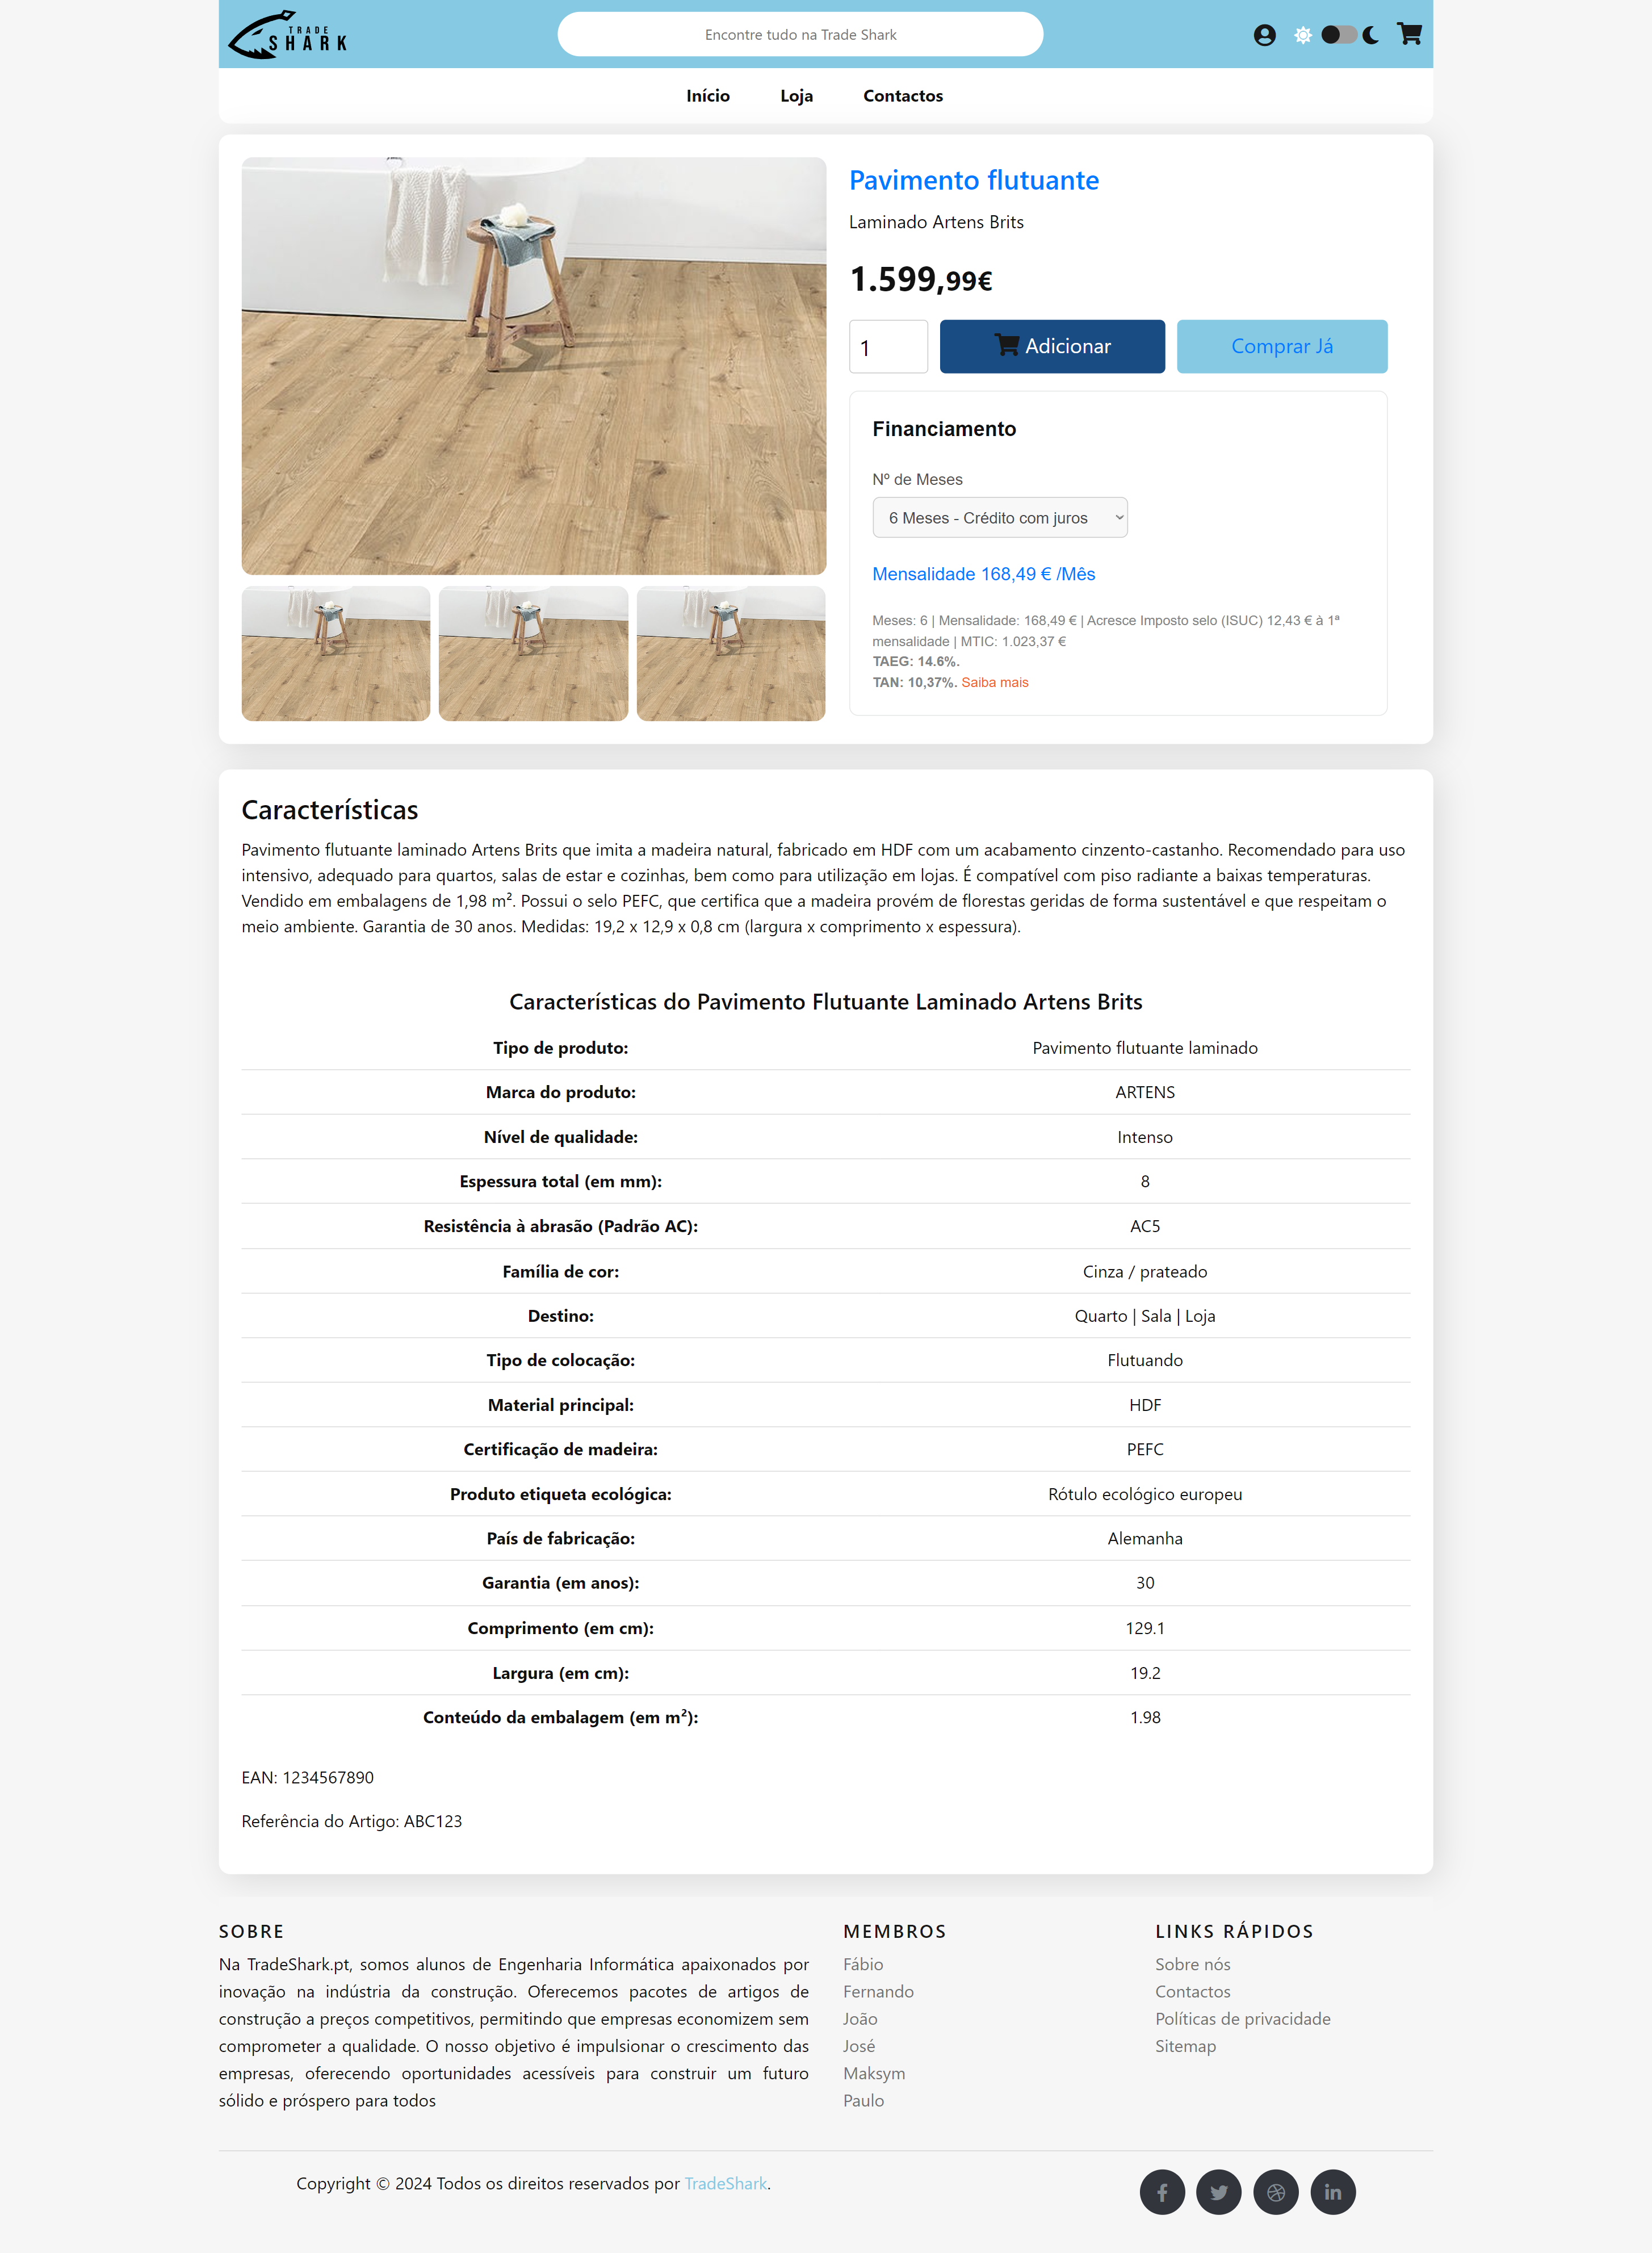 TRADE
SHARK
Encontre tudo na Trade Shark
Início Loja Contactos
Pavimento flutuante
Laminado Artens Brits
1.599,99€
1 Adicionar Comprar Já
Financiamento
Nº de Meses
6 Meses - Crédito com juros
Mensalidade 168,49 € /Mês
Meses: 6 | Mensalidade: 168,49 € | Acresce Imposto selo (ISUC) 12,43 € à 1ª
mensalidade | MTIC: 1.023,37 €
TAEG: 14.6%.
TAN: 10,37%. Saiba mais
Características
Pavimento flutuante laminado Artens Brits que imita a madeira natural, fabricado em HDF com um acabamento cinzento-castanho. Recomendado para uso
intensivo, adequado para quartos, salas de estar e cozinhas, bem como para utilização em lojas. É compatível com piso radiante a baixas temperaturas.
Vendido em embalagens de 1,98 m². Possui o selo PEFC, que certifica que a madeira provém de florestas geridas de forma sustentável e que respeitam o
meio ambiente. Garantia de 30 anos. Medidas: 19,2 x 12,9 x 0,8 cm (largura x comprimento x espessura).
Características do Pavimento Flutuante Laminado Artens Brits
Tipo de produto: Pavimento flutuante laminado
Marca do produto: ARTENS
Nível de qualidade: Intenso
Espessura total (em mm): 8
Resistência à abrasão (Padrão AC): AC5
Família de cor: Cinza / prateado
Destino: Quarto | Sala | Loja
Tipo de colocação: Flutuando
Material principal: HDF
Certificação de madeira: PEFC
Produto etiqueta ecológica: Rótulo ecológico europeu
País de fabricação: Alemanha
Garantia (em anos): 30
Comprimento (em cm): 129.1
Largura (em cm): 19.2
Conteúdo da embalagem (em m²): 1.98
EAN: 1234567890
Referência do Artigo: ABC123
SOBRE
Na TradeShark.pt, somos alunos de Engenharia Informática apaixonados por
inovação na indústria da construção. Oferecemos pacotes de artigos de
construção a preços competitivos, permitindo que empresas economizem sem
comprometer a qualidade. O nosso objetivo é impulsionar o crescimento das
empresas, oferecendo oportunidades acessíveis para construir um futuro
sólido e próspero para todos
MEMBROS
Fábio
Fernando
João
José
Maksym
Paulo
LINKS RÁPIDOS
Sobre nós
Contactos
Políticas de privacidade
Sitemap
Copyright © 2024 Todos os direitos reservados por TradeShark.